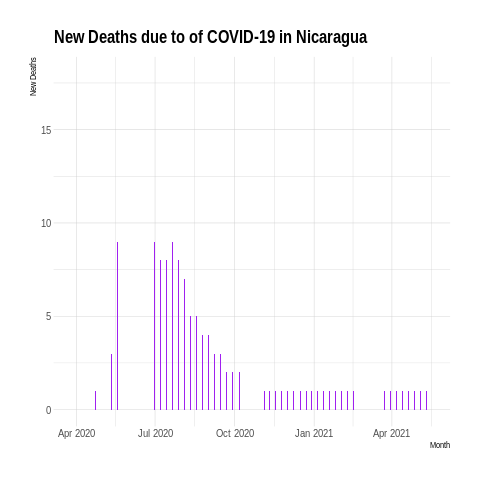 New Deaths due to of COVID-19 in Nicaragua
New Deaths
15
10
5
0
Apr 2020 Jul 2020 Oct 2020 Jan 2021 Apr 2021
Month